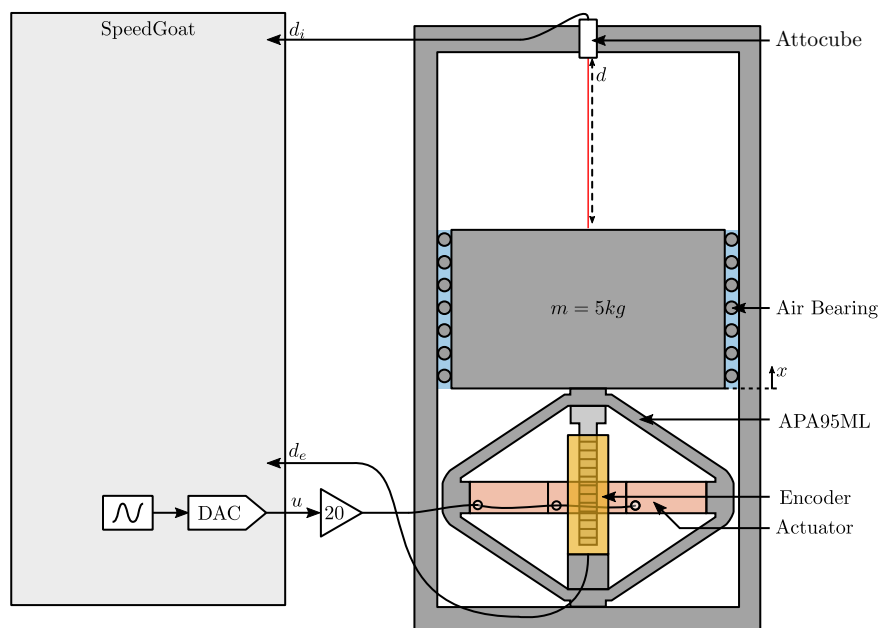 SpeedGoat
d_i
Attocube
d
m = 5kg
Air Bearing
x
APA95ML
d_e
Encoder
u
DAC
20
Actuator